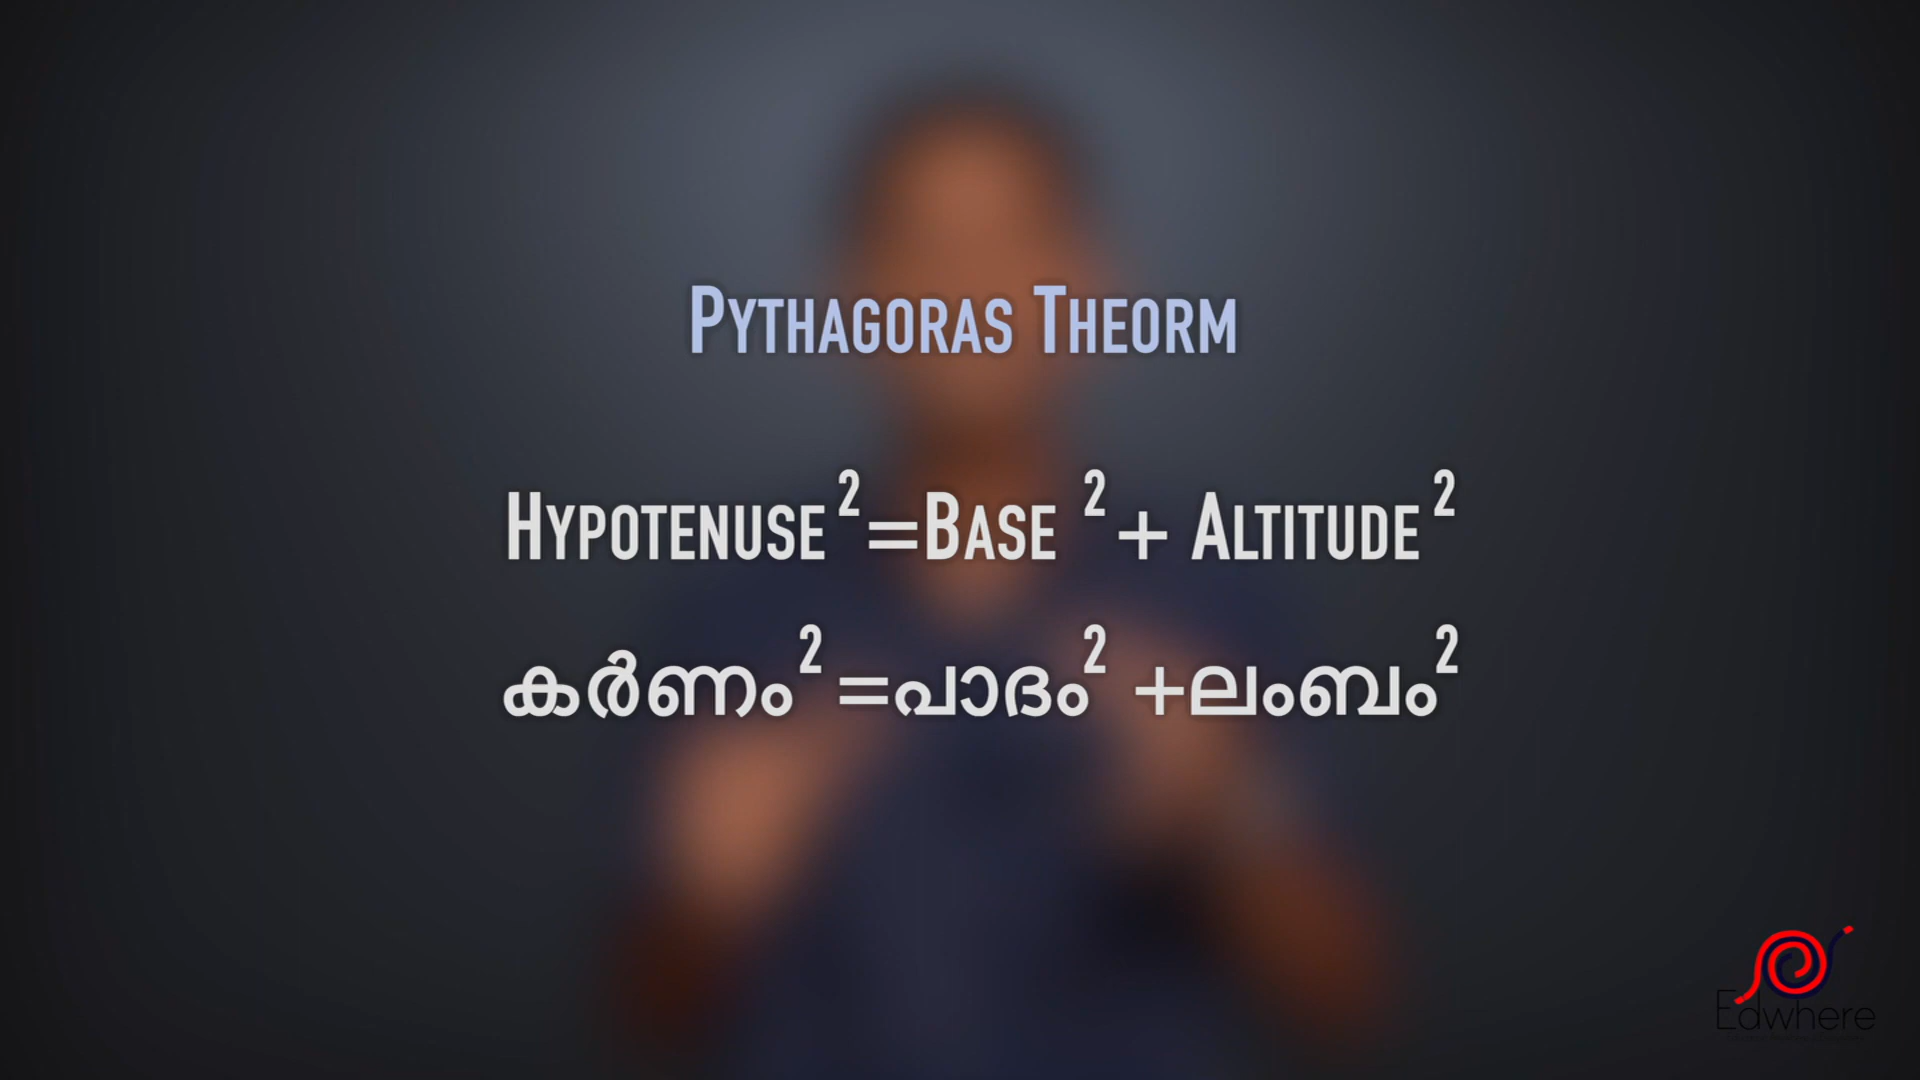 Pythagoras Theorm
Hypotenuse²=Base ²+ Altitude²
കർണം²=പാദം² +ലംബം²
Edwhere